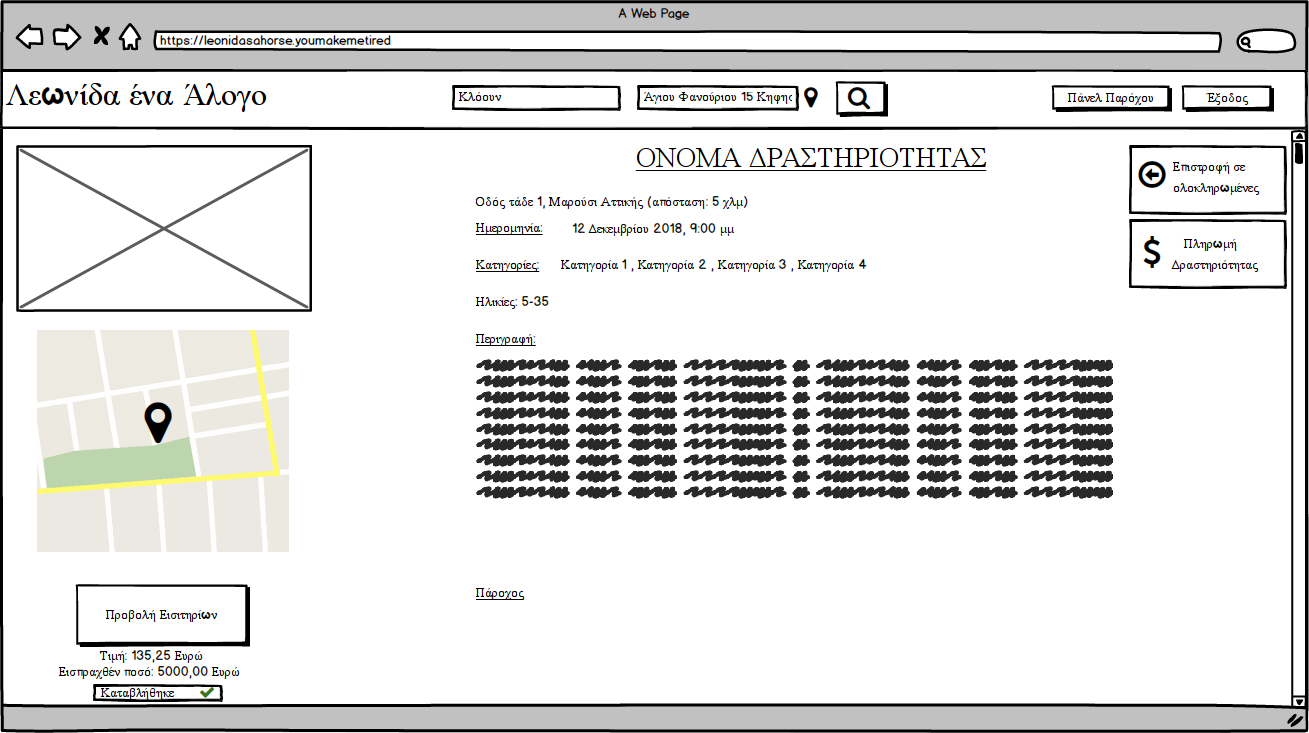 A Web Page
https://leonidasahorse.youmakemetired
Λεωνίδα ένα Άλογο
Κλόουν
Άγιου Φανούριου 15 Κηφης
Πάνελ Παρόχου
Έξοδος
ΟΝΟΜΑ ΔΡΑΣΤΗΡΙΟΤΗΤΑΣ
Οδός τάδε 1, Μαρούσι Αττικής (απόσταση: 5 χλμ)
Ημερομηνία: 12 Δεκεμβρίου 2018, 9:00 μμ
Κατηγορίες: Κατηγορία 1 , Κατηγορία 2 , Κατηγορία 3 , Κατηγορία 4
Ηλικίες: 5-35
Περιγραφή:
Πάροχος
Επιστροφή σε
ολοκληρωμένες
$ Πληρωμή
Δραστηριότητας
Προβολή Εισιτηρίων
Τιμή: 135,25 Ευρώ
Εισπραχθέν ποσό: 5000,00 Ευρώ
Καταβλήθηκε